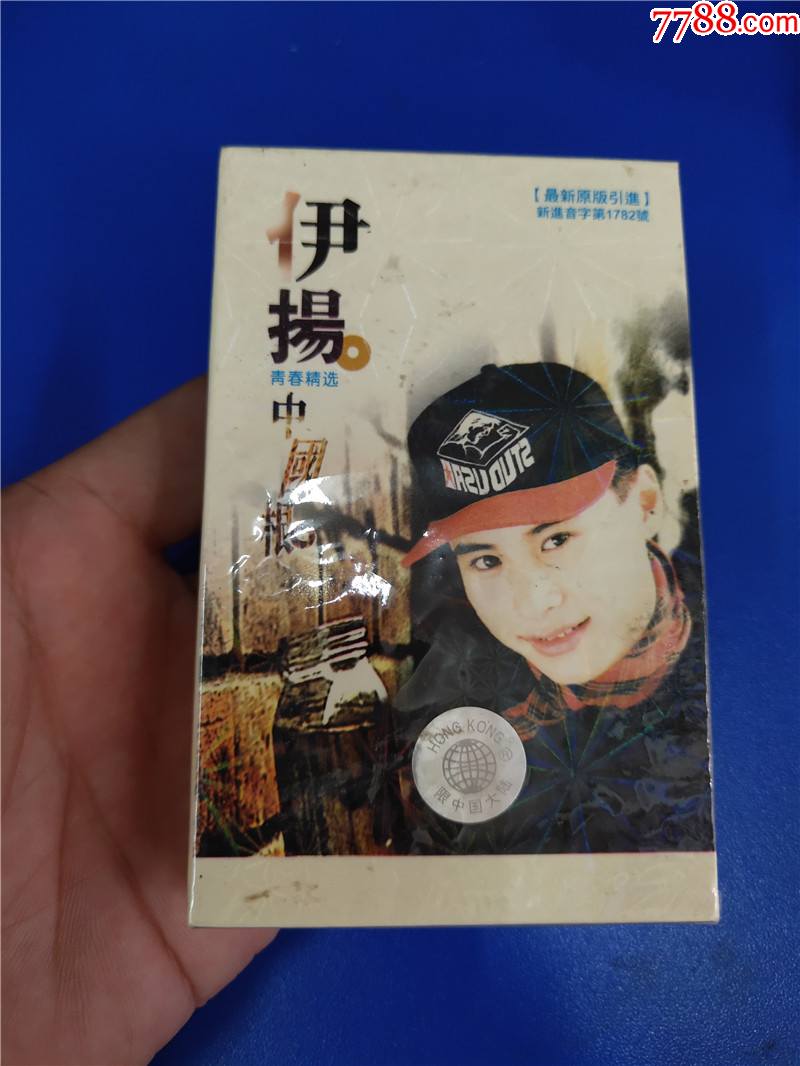 7788.com
【最新原版引進】
新進音字第1782號
伊揚
青春精选
中國根
STUDUSA
HONG KONG
限中国大陆